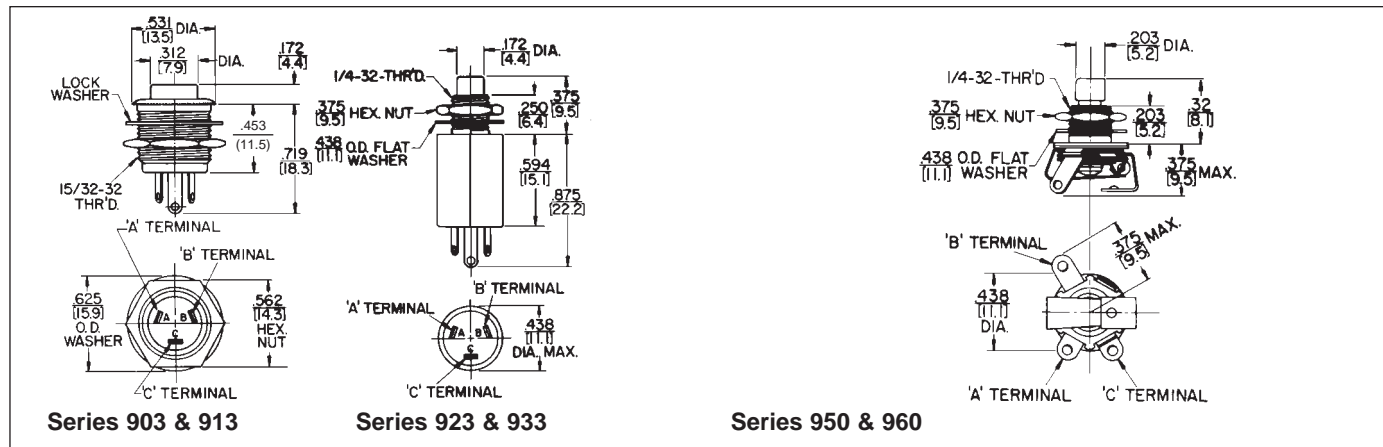 .531
[13.5] DIA.
.312
[7.9] DIA.
.172
[4.4]
LOCK
WASHER
.453
(11.5)
.719
[18.3]
15/32-32
THR'D.
'A' TERMINAL
'B' TERMINAL
.625
[15.9]
O.D.
WASHER
A B
C
.562
[14.3]
HEX.
NUT
'C' TERMINAL
Series 903 & 913
.172
[4.4] DIA.
1/4-32-THR'D.
.375
[9.5] HEX. NUT
.438
[11.1] O.D. FLAT
WASHER
.250
[6.4]
.375
[9.5]
.594
[15.1]
.875
[22.2]
'B' TERMINAL
'A' TERMINAL
A B
C
.438
[11.1]
DIA. MAX.
'C' TERMINAL
Series 923 & 933
.203
[5.2] DIA.
1/4-32-THR'D
.375
[9.5] HEX. NUT
.438
[11.1] O.D. FLAT
WASHER
.203
[5.2]
.32
[8.1]
.375
[9.5] MAX.
'B' TERMINAL
.375
[9.5] MAX.
.438
[11.1]
DIA.
'A' TERMINAL
'C' TERMINAL
Series 950 & 960